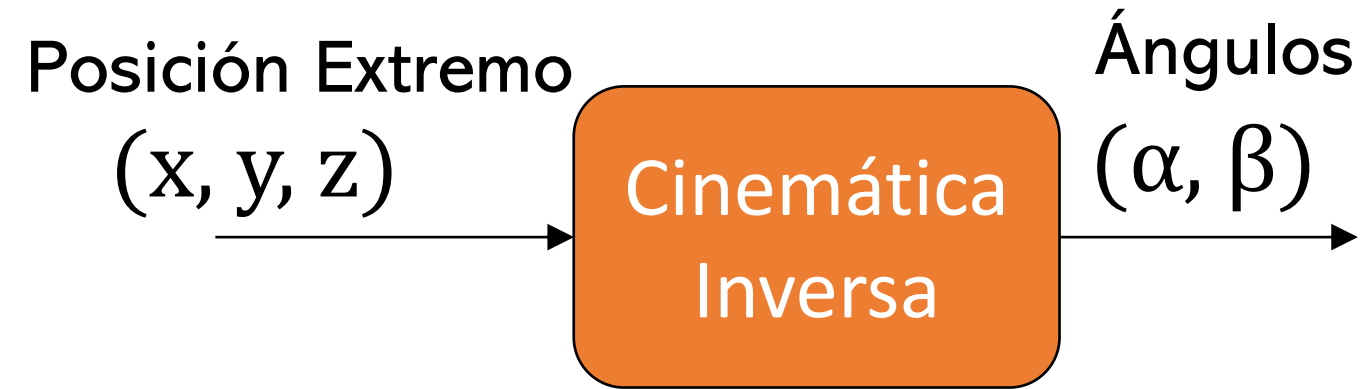 Posición Extremo
(x, y, z)
Cinemática
Inversa
Ángulos
(α, β)